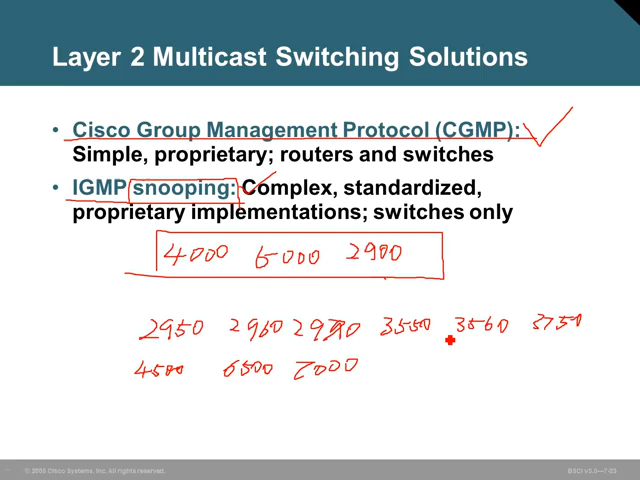 Layer 2 Multicast Switching Solutions
• Cisco Group Management Protocol (CGMP):
Simple, proprietary; routers and switches
• IGMP snooping: Complex, standardized,
proprietary implementations; switches only
4000 6000 2900
2950 2960 2970 3550 3560 3750
4500 6500 7000
© 2006 Cisco Systems, Inc. All rights reserved.
BSCI v3.0—7-23